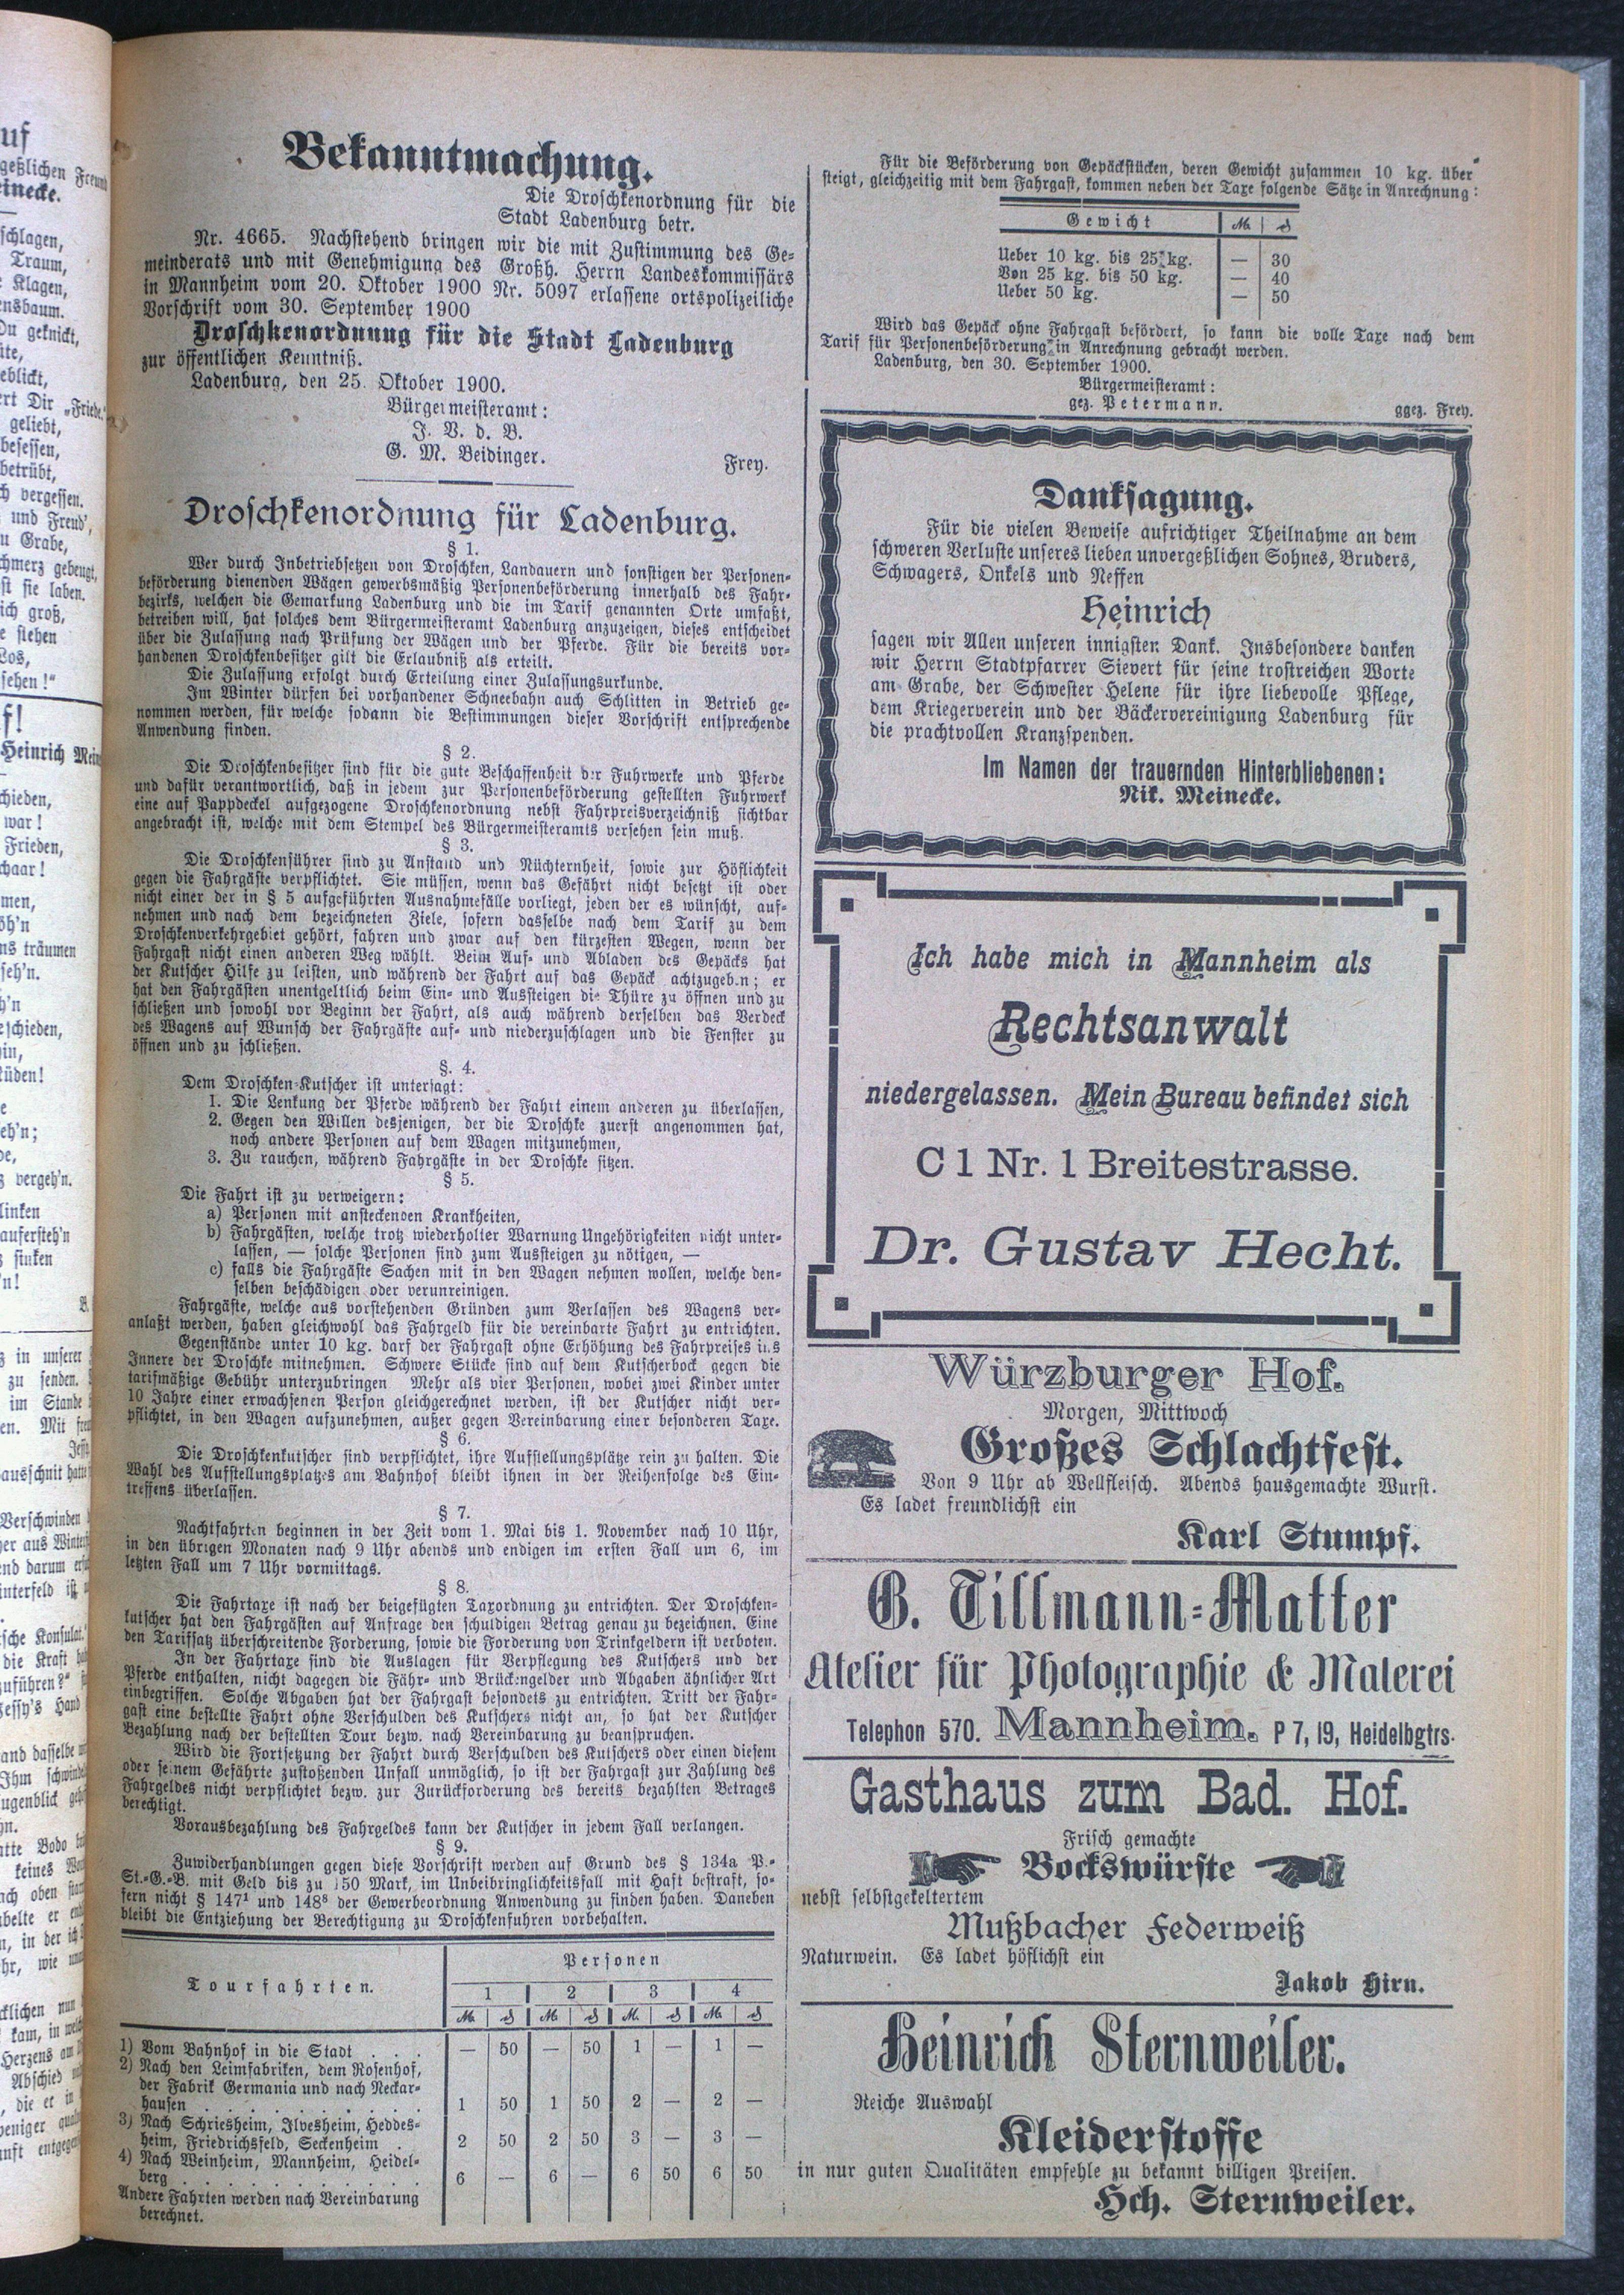 Bekanntmachung.
Die Droschkenordnung für die
Stadt Ladenburg betr.
Nr. 4665. Nachstehend bringen wir die mit Zustimmung des Ge-
meinderats und mit Genehmigung des Großh. Herrn Landeskommissärs
in Mannheim vom 20. Oktober 1900 Nr. 5097 erlassene ortspolizeiliche
Vorschrift vom 30. September 1900
Droschkenordnung für die Stadt Ladenburg
zur öffentlichen Kenntniß.
Ladenburg, den 25. Oktober 1900.
Bürgermeisteramt:
J. V. d. B.
G. M. Beidinger.
Frey.
Droschkenordnung für Ladenburg.
§ 1.
Wer durch Inbetriebsetzen von Droschken, Landauern und sonstigen der Personen-
beförderung dienenden Wägen gewerbsmäßig Personenbeförderung innerhalb des Fahr-
bezirks, welchen die Gemarkung Ladenburg und die im Tarif genannten Orte umfaßt,
betreiben will, hat solches dem Bürgermeisteramt Ladenburg anzuzeigen, dieses entscheidet
über die Zulassung nach Prüfung der Wägen und der Pferde. Für die bereits vor-
handenen Droschkenbesitzer gilt die Erlaubniß als erteilt.
Die Zulassung erfolgt durch Erteilung einer Zulassungsurkunde.
Im Winter dürfen bei vorhandener Schneebahn auch Schlitten in Betrieb ge-
nommen werden, für welche sodann die Bestimmungen dieser Vorschrift entsprechende
Anwendung finden.
§ 2.
Die Droschkenbesitzer sind für die gute Beschaffenheit der Fuhrwerke und Pferde
und dafür verantwortlich, daß in jedem zur Personenbeförderung gestellten Fuhrwerk
eine auf Pappdeckel aufgezogene Droschkenordnung nebst Fahrpreisverzeichniß sichtbar
angebracht ist, welche mit dem Stempel des Bürgermeisteramts versehen sein muß.
§ 3.
Die Droschkenführer sind zu Anstand und Nüchternheit, sowie zur Höflichkeit
gegen die Fahrgäste verpflichtet. Sie müssen, wenn das Gefährt nicht besetzt ist oder
nicht einer der in § 5 aufgeführten Ausnahmefälle vorliegt, jeden der es wünscht, auf-
nehmen und nach dem bezeichneten Ziele, sofern dasselbe nach dem Tarif zu dem
Droschkenverkehrgebiet gehört, fahren und zwar auf den kürzesten Wegen, wenn der
Fahrgast nicht einen anderen Weg wählt. Beim Auf- und Abladen des Gepäcks hat
der Kutscher Hilfe zu leisten, und während der Fahrt auf das Gepäck achtzugeben; er
hat den Fahrgästen unentgeltlich beim Ein- und Aussteigen die Thüre zu öffnen und zu
schließen und sowohl vor Beginn der Fahrt, als auch während derselben das Verdeck
des Wagens auf Wunsch der Fahrgäste auf- und niederzuschlagen und die Fenster zu
öffnen und zu schließen.
§. 4.
Dem Droschken-Kutscher ist untersagt:
1. Die Lenkung der Pferde während der Fahrt einem anderen zu überlassen,
2. Gegen den Willen desjenigen, der die Droschke zuerst angenommen hat,
noch andere Personen auf dem Wagen mitzunehmen,
3. Zu rauchen, während Fahrgäste in der Droschke sitzen.
§ 5.
Die Fahrt ist zu verweigern:
a) Personen mit ansteckenden Krankheiten,
b) Fahrgästen, welche trotz wiederholter Warnung Ungehörigkeiten nicht unter-
lassen, — solche Personen sind zum Aussteigen zu nötigen, —
c) falls die Fahrgäste Sachen mit in den Wagen nehmen wollen, welche den-
selben beschädigen oder verunreinigen.
Fahrgäste, welche aus vorstehenden Gründen zum Verlassen des Wagens ver-
anlaßt werden, haben gleichwohl das Fahrgeld für die vereinbarte Fahrt zu entrichten.
Gegenstände unter 10 kg. darf der Fahrgast ohne Erhöhung des Fahrpreises ins
Innere der Droschke mitnehmen. Schwere Stücke sind auf dem Kutscherbock gegen die
tarifmäßige Gebühr unterzubringen Mehr als vier Personen, wobei zwei Kinder unter
10 Jahre einer erwachsenen Person gleichgerechnet werden, ist der Kutscher nicht ver-
pflichtet, in den Wagen aufzunehmen, außer gegen Vereinbarung einer besonderen Taxe.
§ 6.
Die Droschkenkutscher sind verpflichtet, ihre Aufstellungsplätze rein zu halten. Die
Wahl des Aufstellungsplatzes am Bahnhof bleibt ihnen in der Reihenfolge des Ein-
treffens überlassen.
§ 7.
Nachtfahrten beginnen in der Zeit vom 1. Mai bis 1. November nach 10 Uhr,
in den übrigen Monaten nach 9 Uhr abends und endigen im ersten Fall um 6, im
letzten Fall um 7 Uhr vormittags.
§ 8.
Die Fahrtaxe ist nach der beigefügten Taxordnung zu entrichten. Der Droschken-
kutscher hat den Fahrgästen auf Anfrage den schuldigen Betrag genau zu bezeichnen. Eine
den Tarifsatz überschreitende Forderung, sowie die Forderung von Trinkgeldern ist verboten.
In der Fahrtaxe sind die Auslagen für Verpflegung des Kutschers und der
Pferde enthalten, nicht dagegen die Fähr- und Brückengelder und Abgaben ähnlicher Art
einbegriffen. Solche Abgaben hat der Fahrgast besonders zu entrichten. Tritt der Fahr-
gast eine bestellte Fahrt ohne Verschulden des Kutschers nicht an, so hat der Kutscher
Bezahlung nach der bestellten Tour bezw. nach Vereinbarung zu beanspruchen.
Wird die Fortsetzung der Fahrt durch Verschulden des Kutschers oder einen diesem
oder seinem Gefährte zustoßenden Unfall unmöglich, so ist der Fahrgast zur Zahlung des
Fahrgeldes nicht verpflichtet bezw. zur Zurückforderung des bereits bezahlten Betrages
berechtigt.
Vorausbezahlung des Fahrgeldes kann der Kutscher in jedem Fall verlangen.
§ 9.
Zuwiderhandlungen gegen diese Vorschrift werden auf Grund des § 134a P.-
St.-G.-B. mit Geld bis zu 150 Mark, im Unbeibringlichkeitsfall mit Haft bestraft, so-
fern nicht § 147¹ und 148⁸ der Gewerbeordnung Anwendung zu finden haben. Daneben
bleibt die Entziehung der Berechtigung zu Droschkenfuhren vorbehalten.
Tourfahrten. Personen
1 2 3 4
M. ₰ M. ₰ M. ₰ M. ₰
1) Vom Bahnhof in die Stadt . . . — 50 — 50 1 — 1 —
2) Nach den Leimfabriken, dem Rosenhof,
der Fabrik Germania und nach Neckar-
hausen . . . 1 50 1 50 2 — 2 —
3) Nach Schriesheim, Ilvesheim, Heddes-
heim, Friedrichsfeld, Seckenheim . 2 50 2 50 3 — 3 —
4) Nach Weinheim, Mannheim, Heidel-
berg . . . 6 — 6 — 6 50 6 50
Andere Fahrten werden nach Vereinbarung
berechnet.
Für die Beförderung von Gepäckstücken, deren Gewicht zusammen 10 kg. über
steigt, gleichzeitig mit dem Fahrgast, kommen neben der Taxe folgende Sätze in Anrechnung:
Gewicht M. ₰
Ueber 10 kg. bis 25 kg. — 30
Von 25 kg. bis 50 kg. — 40
Ueber 50 kg. — 50
Wird das Gepäck ohne Fahrgast befördert, so kann die volle Taxe nach dem
Tarif für Personenbeförderung in Anrechnung gebracht werden.
Ladenburg, den 30. September 1900.
Bürgermeisteramt:
gez. Petermann.
ggez. Frey.
Danksagung.
Für die vielen Beweise aufrichtiger Theilnahme an dem
schweren Verluste unseres lieben unvergeßlichen Sohnes, Bruders,
Schwagers, Onkels und Neffen
Heinrich
sagen wir Allen unseren innigsten Dank. Insbesondere danken
wir Herrn Stadtpfarrer Sievert für seine trostreichen Worte
am Grabe, der Schwester Helene für ihre liebevolle Pflege,
dem Kriegerverein und der Bäckervereinigung Ladenburg für
die prachtvollen Kranzspenden.
Im Namen der trauernden Hinterbliebenen:
Nik. Meinecke.
Ich habe mich in Mannheim als
Rechtsanwalt
niedergelassen. Mein Bureau befindet sich
C 1 Nr. 1 Breitestrasse.
Dr. Gustav Hecht.
Würzburger Hof.
Morgen, Mittwoch
Großes Schlachtfest.
Von 9 Uhr ab Wellfleisch. Abends hausgemachte Wurst.
Es ladet freundlichst ein
Karl Stumpf.
G. Tillmann-Matter
Atelier für Photographie & Malerei
Telephon 570. Mannheim. P 7, 19, Heidelbgtrs.
Gasthaus zum Bad. Hof.
Frisch gemachte
Bockswürste
nebst selbstgekeltertem
Mußbacher Federweiß
Naturwein. Es ladet höflichst ein
Jakob Hirn.
Heinrich Sternweiler.
Reiche Auswahl
Kleiderstoffe
in nur guten Qualitäten empfehle zu bekannt billigen Preisen.
Hch. Sternweiler.